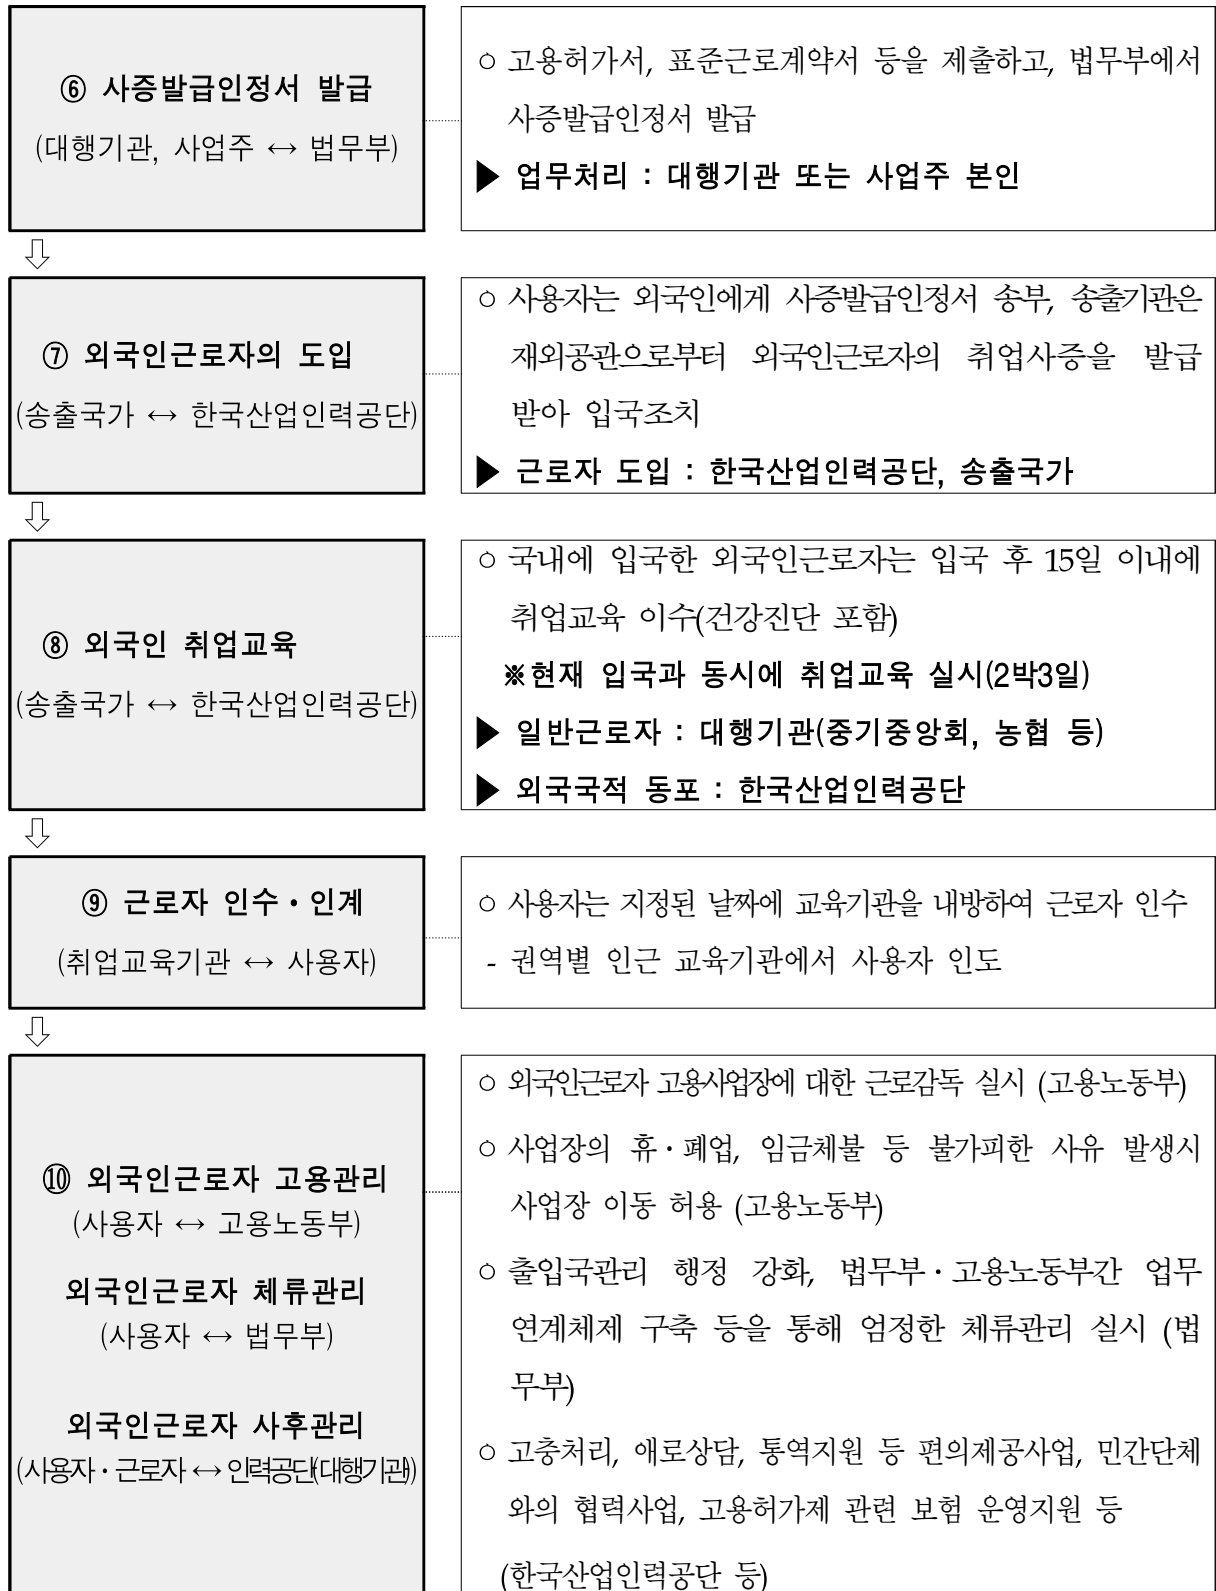 ⑥ 사증발급인정서 발급
(대행기관, 사업주 ↔ 법무부)
○ 고용허가서, 표준근로계약서 등을 제출하고, 법무부에서
사증발급인정서 발급
▶ 업무처리 : 대행기관 또는 사업주 본인
⇩
⑦ 외국인근로자의 도입
(송출국가 ↔ 한국산업인력공단)
○ 사용자는 외국인에게 사증발급인정서 송부, 송출기관은
재외공관으로부터 외국인근로자의 취업사증을 발급
받아 입국조치
▶ 근로자 도입 : 한국산업인력공단, 송출국가
⇩
⑧ 외국인 취업교육
(송출국가 ↔ 한국산업인력공단)
○ 국내에 입국한 외국인근로자는 입국 후 15일 이내에
취업교육 이수(건강진단 포함)
※현재 입국과 동시에 취업교육 실시(2박3일)
▶ 일반근로자 : 대행기관(중기중앙회, 농협 등)
▶ 외국국적 동포 : 한국산업인력공단
⇩
⑨ 근로자 인수·인계
(취업교육기관 ↔ 사용자)
○ 사용자는 지정된 날짜에 교육기관을 내방하여 근로자 인수
- 권역별 인근 교육기관에서 사용자 인도
⇩
⑩ 외국인근로자 고용관리
(사용자 ↔ 고용노동부)
외국인근로자 체류관리
(사용자 ↔ 법무부)
외국인근로자 사후관리
(사용자·근로자 ↔ 인력공단(대행기관))
○ 외국인근로자 고용사업장에 대한 근로감독 실시 (고용노동부)
○ 사업장의 휴·폐업, 임금체불 등 불가피한 사유 발생시
사업장 이동 허용 (고용노동부)
○ 출입국관리 행정 강화, 법무부·고용노동부간 업무
연계체제 구축 등을 통해 엄정한 체류관리 실시 (법
무부)
○ 고충처리, 애로상담, 통역지원 등 편의제공사업, 민간단체
와의 협력사업, 고용허가제 관련 보험 운영지원 등
(한국산업인력공단 등)